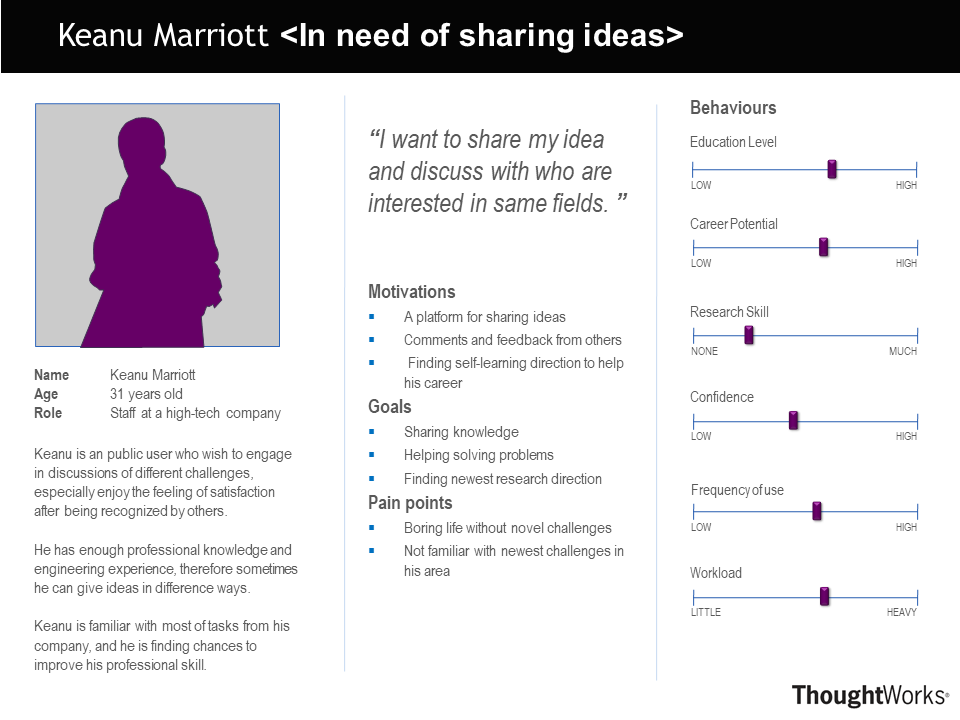 Keanu Marriott <In need of sharing ideas>
Name Keanu Marriott
Age 31 years old
Role Staff at a high-tech company
Keanu is an public user who wish to engage
in discussions of different challenges,
especially enjoy the feeling of satisfaction
after being recognized by others.
He has enough professional knowledge and
engineering experience, therefore sometimes
he can give ideas in difference ways.
Keanu is familiar with most of tasks from his
company, and he is finding chances to
improve his professional skill.
“I want to share my idea
and discuss with who are
interested in same fields. ”
Motivations
▪ A platform for sharing ideas
▪ Comments and feedback from others
▪ Finding self-learning direction to help
his career
Goals
▪ Sharing knowledge
▪ Helping solving problems
▪ Finding newest research direction
Pain points
▪ Boring life without novel challenges
▪ Not familiar with newest challenges in
his area
Behaviours
Education Level
LOW HIGH
Career Potential
LOW HIGH
Research Skill
NONE MUCH
Confidence
LOW HIGH
Frequency of use
LOW HIGH
Workload
LITTLE HEAVY
ThoughtWorks®